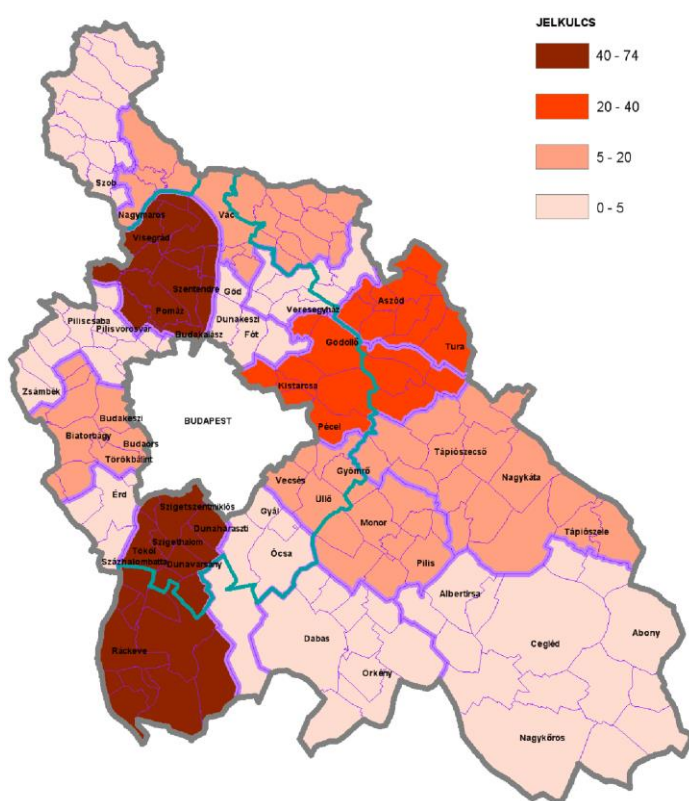 JELKULCS
40 - 74
20 - 40
5 - 20
0 - 5
Szob
Nagymaros
Vác
Visegrád
Szentendre
Göd
Aszód
Pomáz
Veresegyház
Piliscsaba
Pilisvorosvár
Dunakeszi
Budakalász
Fót
Gödöllő
Tura
Zsámbék
Kistarcsa
Budakeszi
BUDAPEST
Pécel
Biatorbágy
Budaörs
Törökbálint
Tápiószecső
Gyömrő
Vecsés
Nagykáta
Üllő
Érd
Szigetszentmiklós
Gyál
Monor
Tápiószele
Dunaharaszti
Szigethalom
Tököl
Ócsa
Százhalombatta
Dunavarsány
Pilis
Albertirsa
Abony
Dabas
Cegléd
Ráckeve
Örkény
Nagykőrös